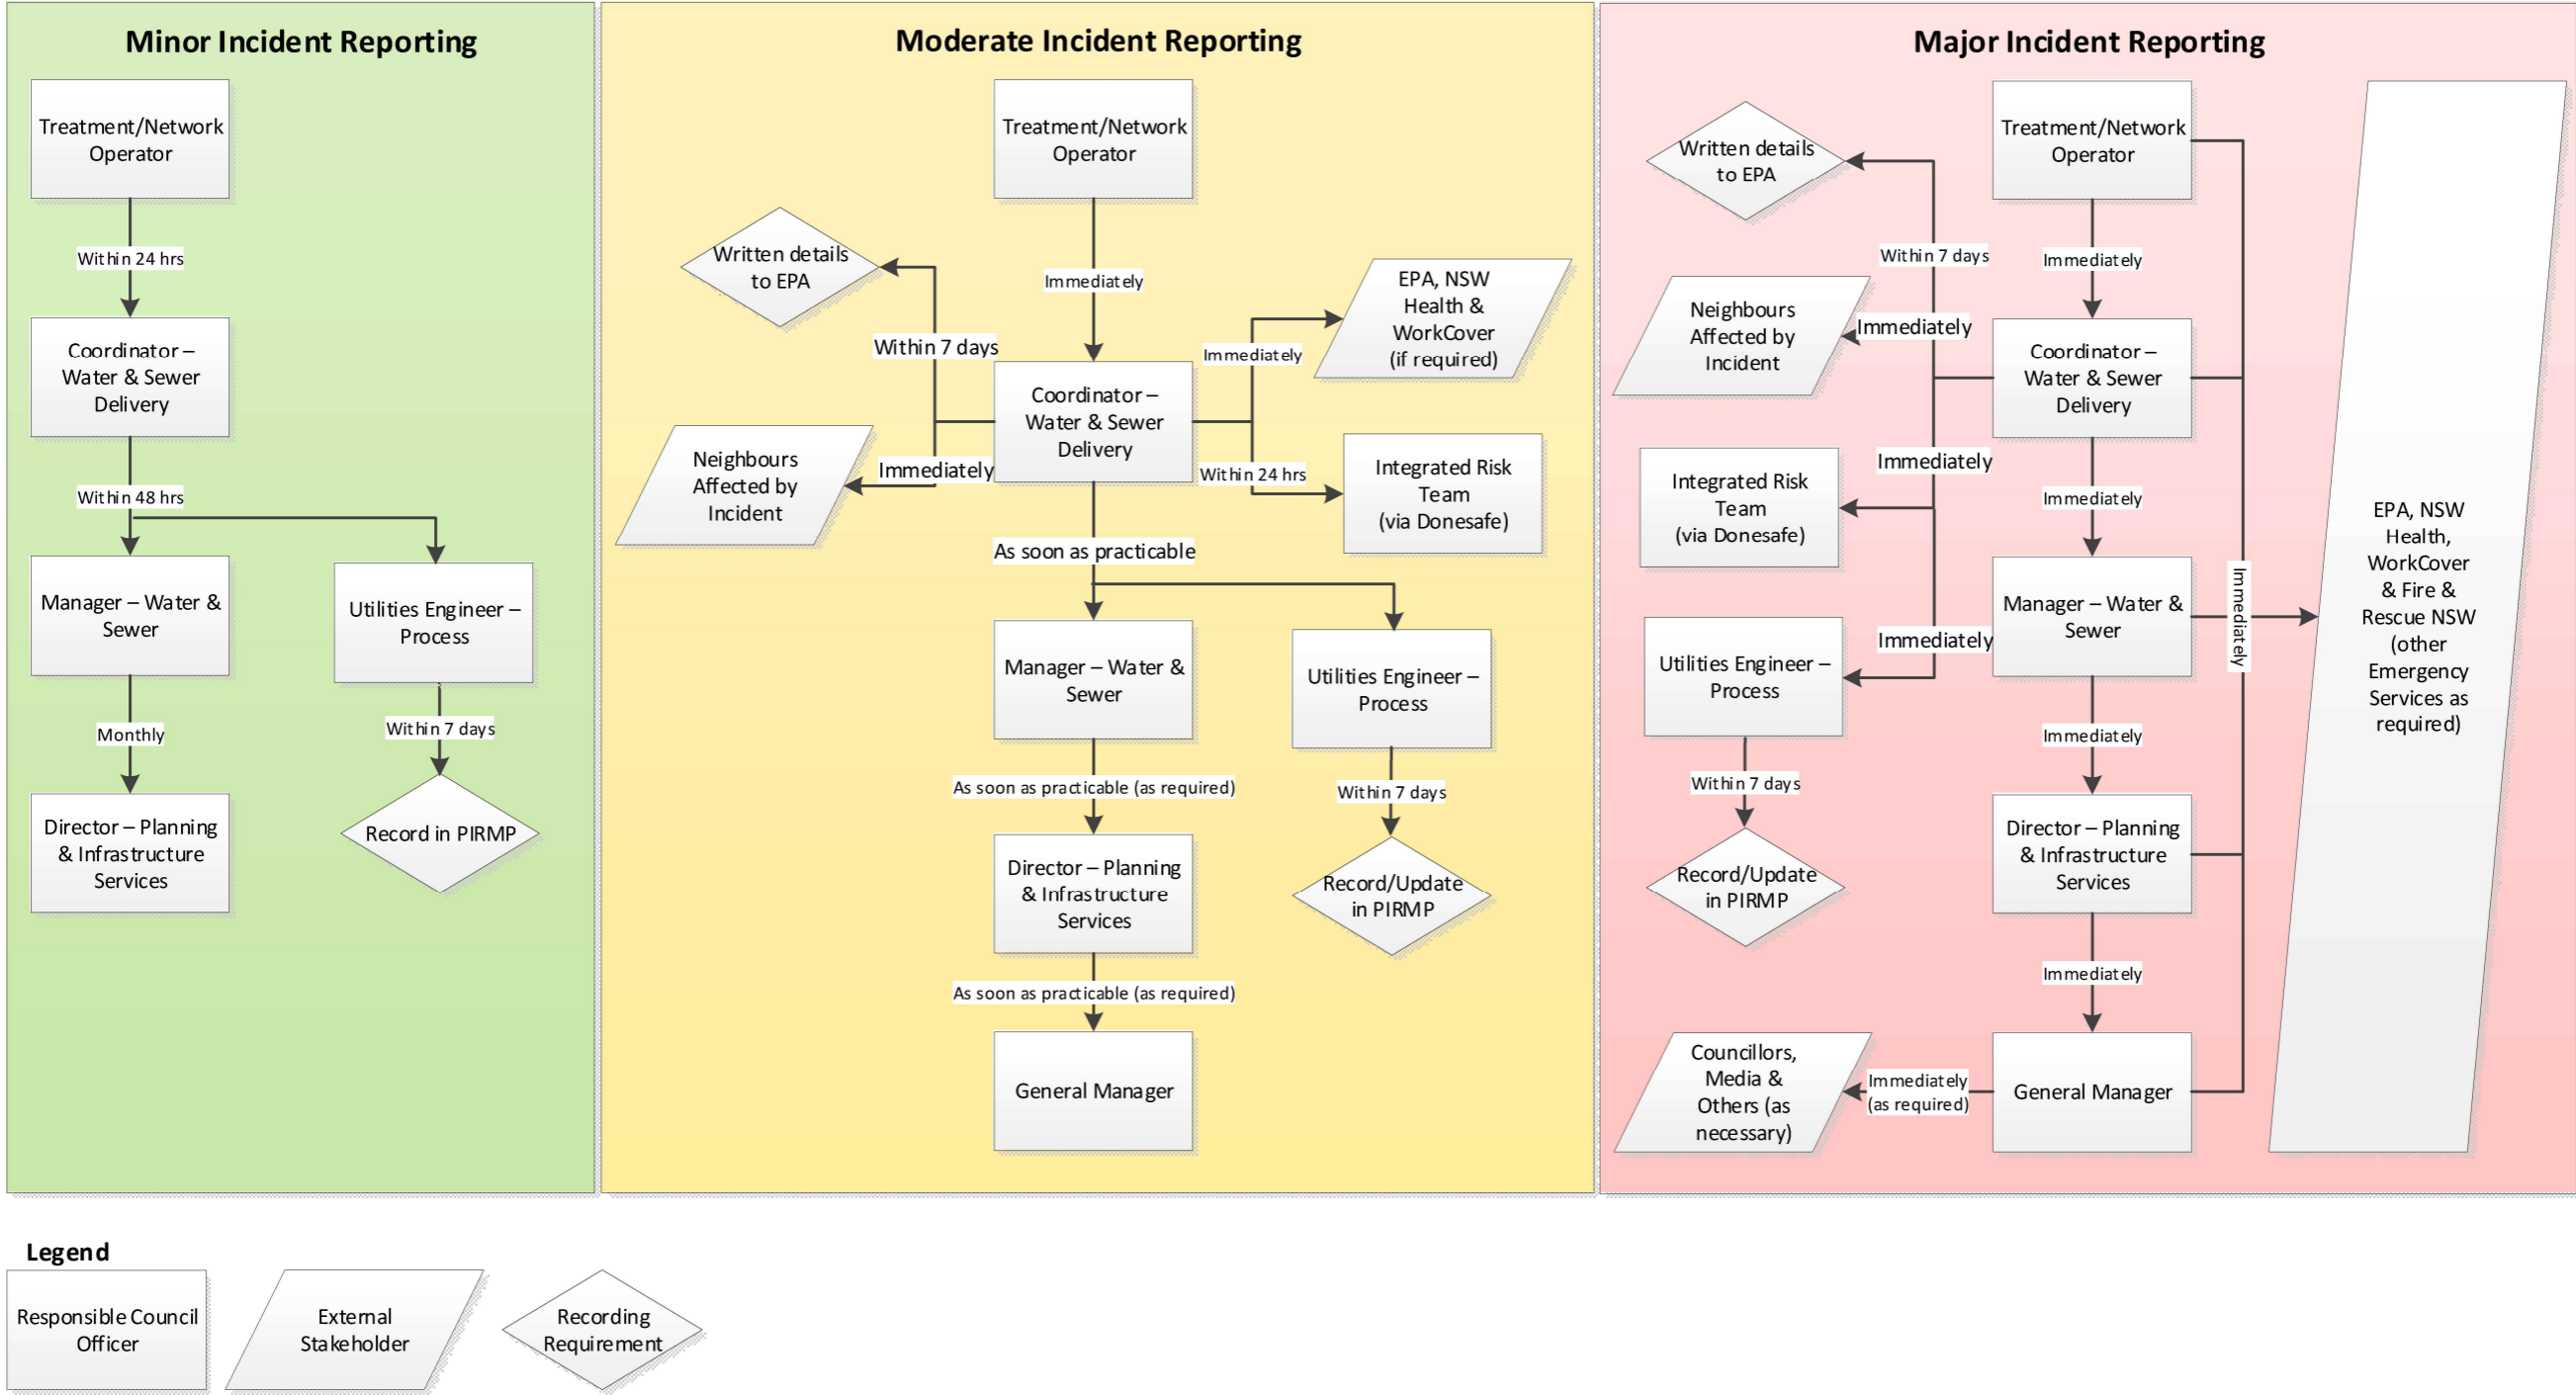 Minor Incident Reporting
Treatment/Network
Operator
Within 24 hrs
Coordinator –
Water & Sewer
Delivery
Within 48 hrs
Manager – Water &
Sewer
Utilities Engineer –
Process
Monthly
Within 7 days
Director – Planning
& Infrastructure
Services
Record in PIRMP
Moderate Incident Reporting
Treatment/Network
Operator
Written details
to EPA
Immediately
EPA, NSW
Health &
WorkCover
(if required)
Within 7 days
Immediately
Coordinator –
Water & Sewer
Delivery
Neighbours
Affected by
Incident
Immediately
Within 24 hrs
Integrated Risk
Team
(via Donesafe)
As soon as practicable
Manager – Water &
Sewer
Utilities Engineer –
Process
As soon as practicable (as required)
Within 7 days
Director – Planning
& Infrastructure
Services
Record/Update
in PIRMP
As soon as practicable (as required)
General Manager
Major Incident Reporting
Treatment/Network
Operator
Written details
to EPA
Within 7 days
Immediately
Neighbours
Affected by
Incident
Immediately
Coordinator –
Water & Sewer
Delivery
Immediately
Integrated Risk
Team
(via Donesafe)
Immediately
Manager – Water &
Sewer
Immediately
Utilities Engineer –
Process
Immediately
EPA, NSW
Health,
WorkCover
& Fire &
Rescue NSW
(other
Emergency
Services as
required)
Immediately
Within 7 days
Director – Planning
& Infrastructure
Services
Record/Update
in PIRMP
Immediately
Councillors,
Media &
Others (as
necessary)
Immediately
(as required)
General Manager
Legend
Responsible Council
Officer
External
Stakeholder
Recording
Requirement